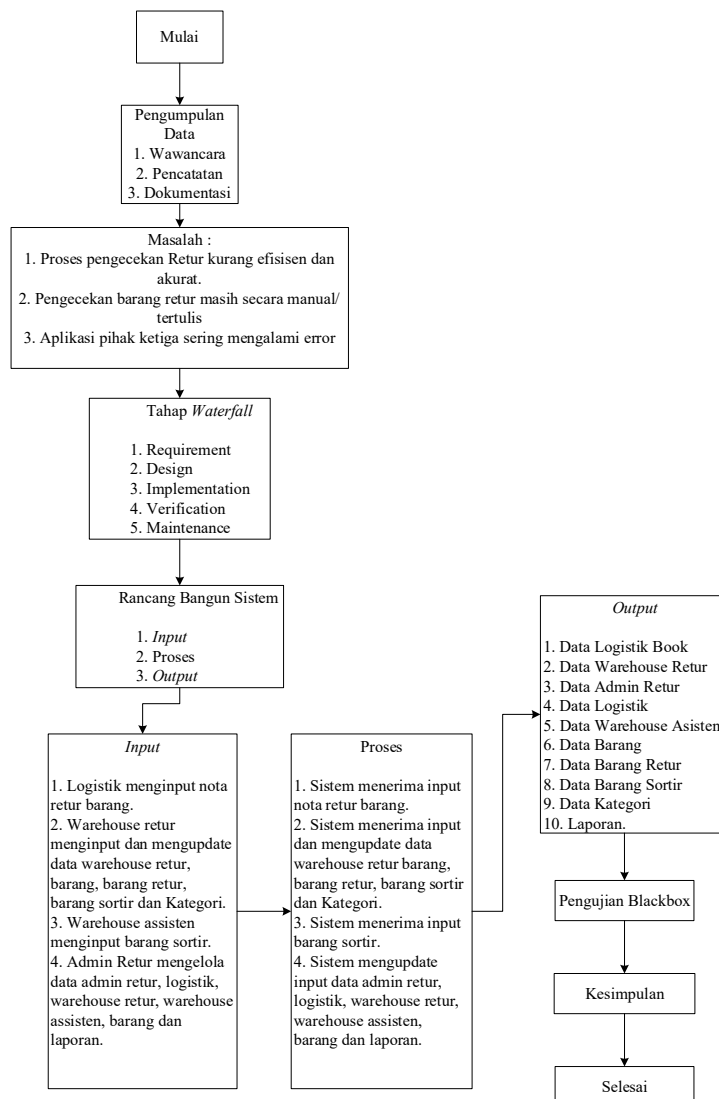 Mulai
Pengumpulan
Data
1. Wawancara
2. Pencatatan
3. Dokumentasi
Masalah :
1. Proses pengecekan Retur kurang efisisen dan
akurat.
2. Pengecekan barang retur masih secara manual/
tertulis
3. Aplikasi pihak ketiga sering mengalami error
Tahap Waterfall
1. Requirement
2. Design
3. Implementation
4. Verification
5. Maintenance
Rancang Bangun Sistem
1. Input
2. Proses
3. Output
Input
1. Logistik menginput nota
retur barang.
2. Warehouse retur
menginput dan mengupdate
data warehouse retur,
barang, barang retur,
barang sortir dan Kategori.
3. Warehouse assisten
menginput barang sortir.
4. Admin Retur mengelola
data admin retur, logistik,
warehouse retur, warehouse
assisten, barang dan
laporan.
Proses
1. Sistem menerima input
nota retur barang.
2. Sistem menerima input
dan mengupdate data
warehouse retur barang,
barang retur, barang sortir
dan Kategori.
3. Sistem menerima input
barang sortir.
4. Sistem mengupdate
input data admin retur,
logistik, warehouse retur,
warehouse assisten,
barang dan laporan.
Output
1. Data Logistik Book
2. Data Warehouse Retur
3. Data Admin Retur
4. Data Logistik
5. Data Warehouse Asisten
6. Data Barang
7. Data Barang Retur
8. Data Barang Sortir
9. Data Kategori
10. Laporan.
Pengujian Blackbox
Kesimpulan
Selesai